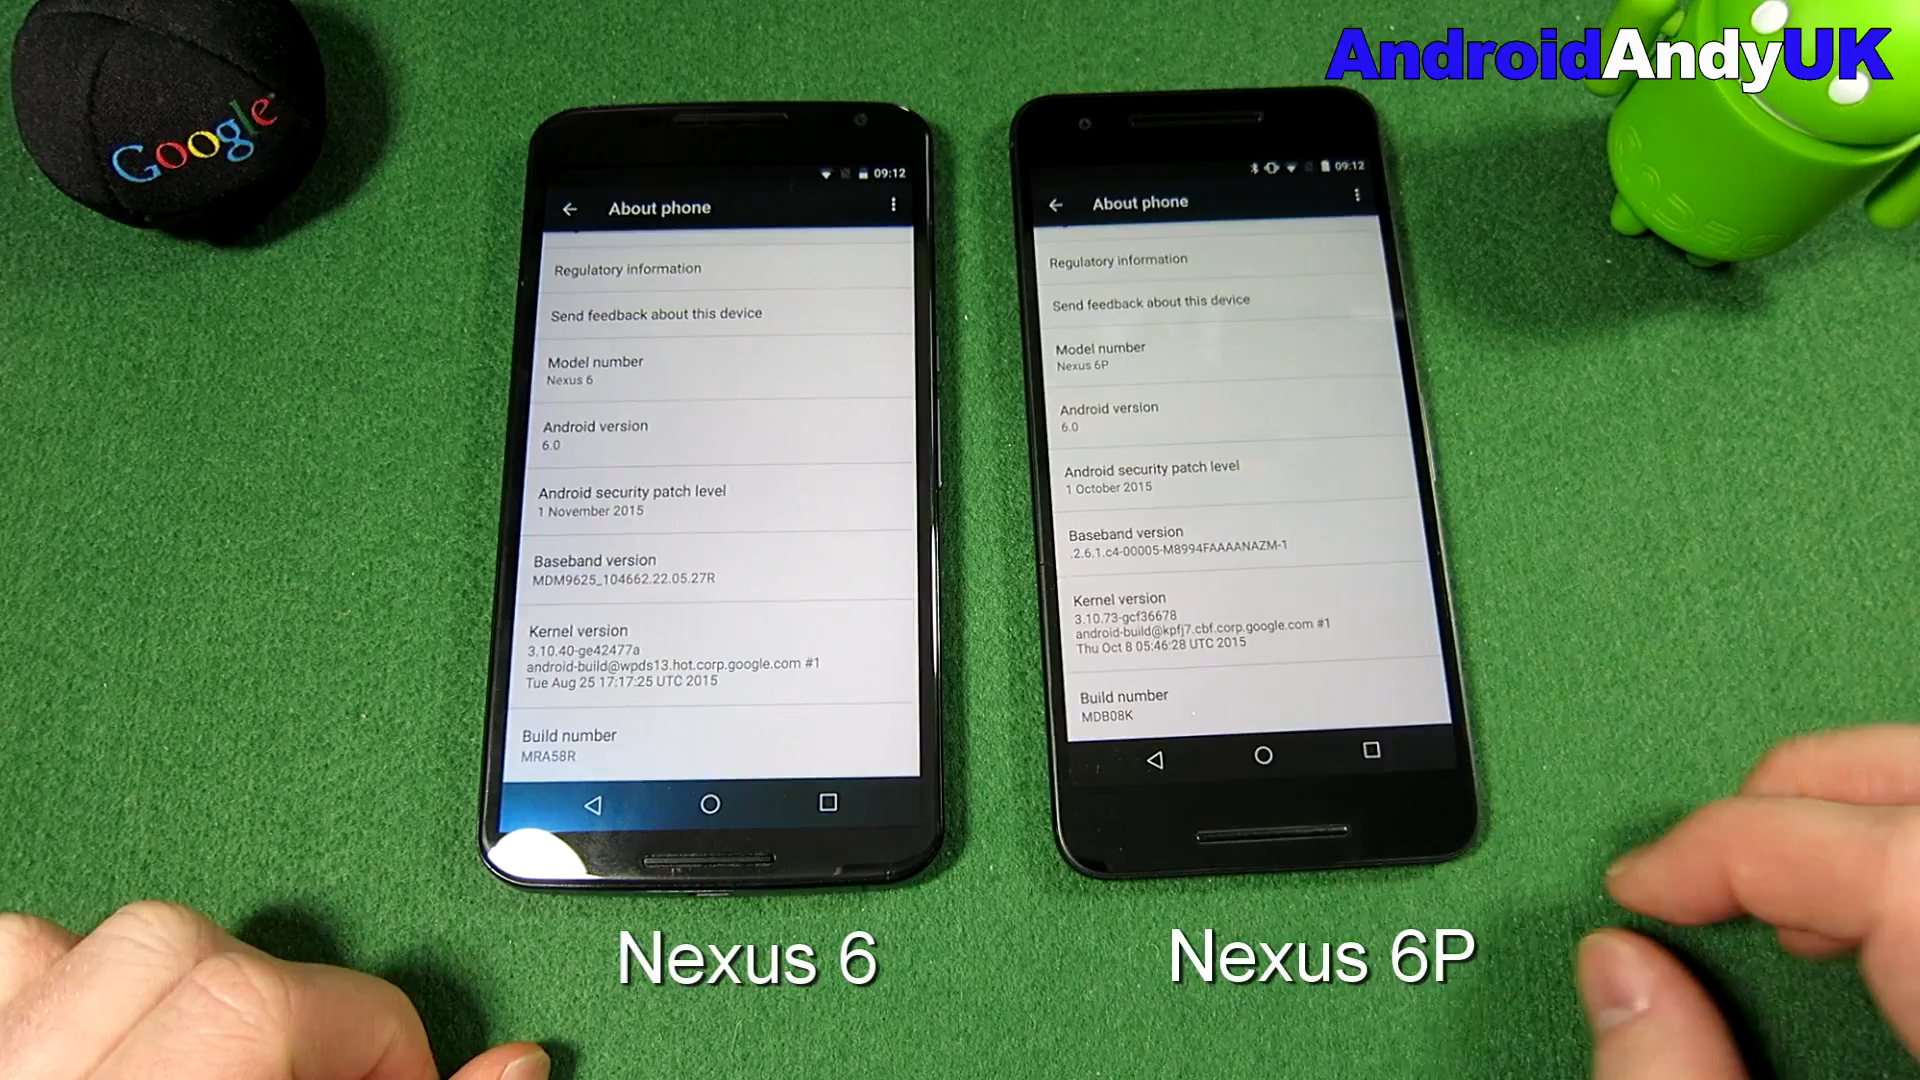 AndroidAndyUK
Google
09:12
About phone
Regulatory information
Send feedback about this device
Model number
Nexus 6
Android version
6.0
Android security patch level
1 November 2015
Baseband version
MDM9625_104662.22.05.27R
Kernel version
3.10.40-ge42477a
android-build@wpds13.hot.corp.google.com #1
Tue Aug 25 17:17:25 UTC 2015
Build number
MRA58R
09:12
About phone
Regulatory information
Send feedback about this device
Model number
Nexus 6P
Android version
6.0
Android security patch level
1 October 2015
Baseband version
.2.6.1.c4-00005-M8994FAAAANAZM-1
Kernel version
3.10.73-gcf36678
android-build@kpfj7.cbf.corp.google.com #1
Thu Oct 8 05:46:28 UTC 2015
Build number
MDB08K
Nexus 6
Nexus 6P